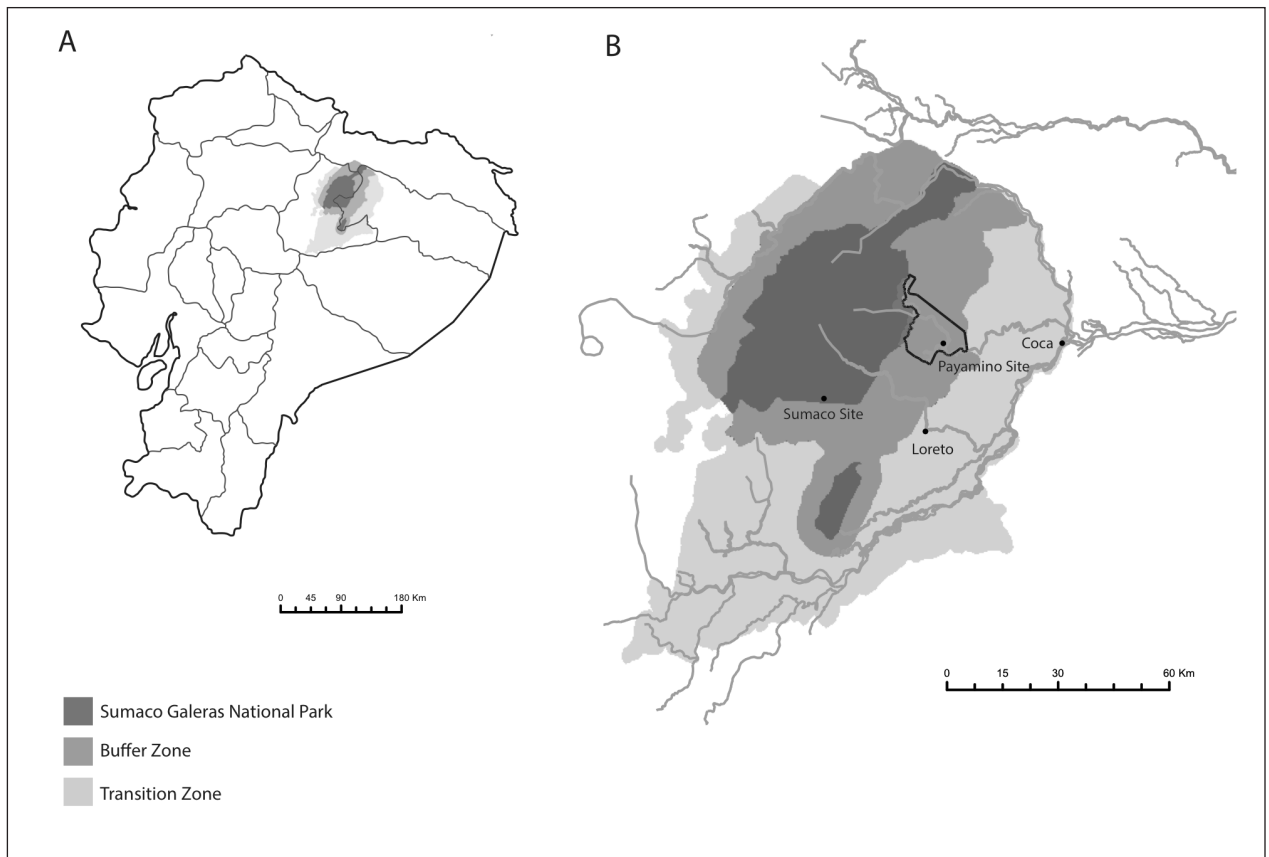 A
B
Coca
Payamino Site
Sumaco Site
Loreto
0 45 90 180 Km
0 15 30 60 Km
Sumaco Galeras National Park
Buffer Zone
Transition Zone